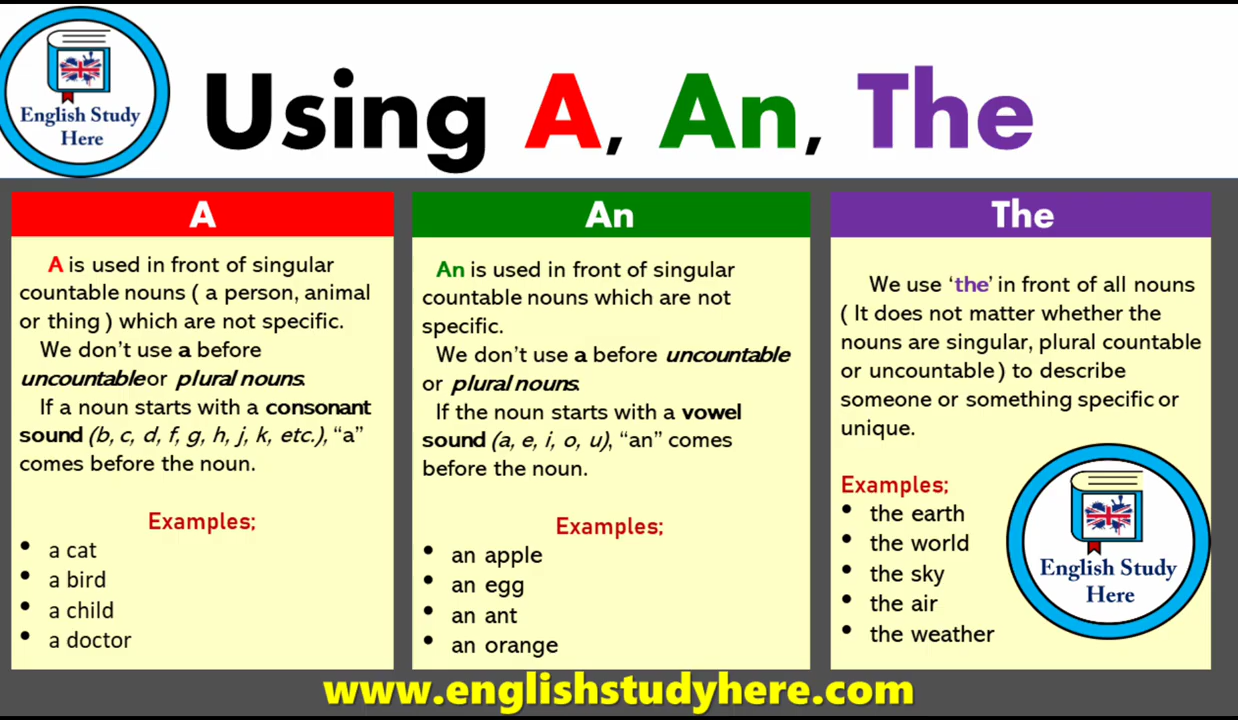 English Study
Here
Using A, An, The
A
A is used in front of singular
countable nouns ( a person, animal
or thing ) which are not specific.
We don't use a before
uncountable or plural nouns.
If a noun starts with a consonant
sound (b, c, d, f, g, h, j, k, etc.), “a”
comes before the noun.
Examples;
• a cat
• a bird
• a child
• a doctor
An
An is used in front of singular
countable nouns which are not
specific.
We don't use a before uncountable
or plural nouns.
If the noun starts with a vowel
sound (a, e, i, o, u), “an” comes
before the noun.
Examples;
• an apple
• an egg
• an ant
• an orange
The
We use ‘the’ in front of all nouns
( It does not matter whether the
nouns are singular, plural countable
or uncountable ) to describe
someone or something specific or
unique.
Examples;
• the earth
• the world
• the sky
• the air
• the weather
English Study
Here
www.englishstudyhere.com